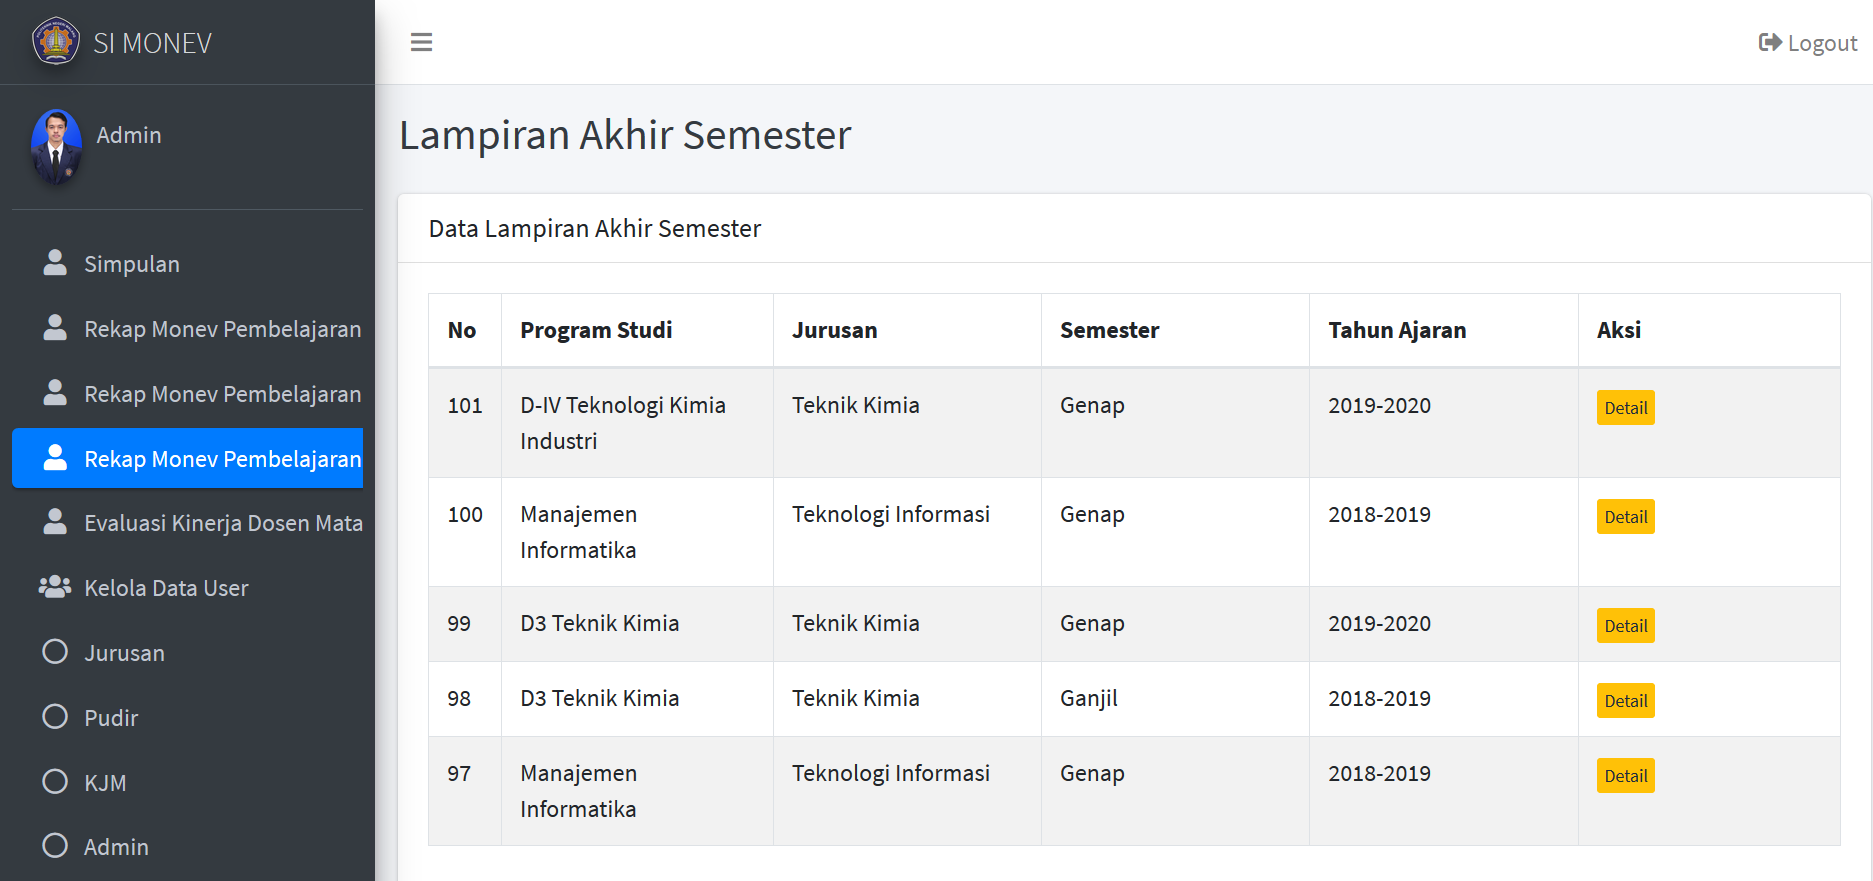 SI MONEV
Logout
Admin
Simpulan
Rekap Monev Pembelajaran
Rekap Monev Pembelajaran
Rekap Monev Pembelajaran
Evaluasi Kinerja Dosen Mata
Kelola Data User
Jurusan
Pudir
KJM
Admin
Lampiran Akhir Semester
Data Lampiran Akhir Semester
No Program Studi Jurusan Semester Tahun Ajaran Aksi
101 D-IV Teknologi Kimia Teknik Kimia Genap 2019-2020 Detail
Industri
100 Manajemen Teknologi Informasi Genap 2018-2019 Detail
Informatika
99 D3 Teknik Kimia Teknik Kimia Genap 2019-2020 Detail
98 D3 Teknik Kimia Teknik Kimia Ganjil 2018-2019 Detail
97 Manajemen Teknologi Informasi Genap 2018-2019 Detail
Informatika